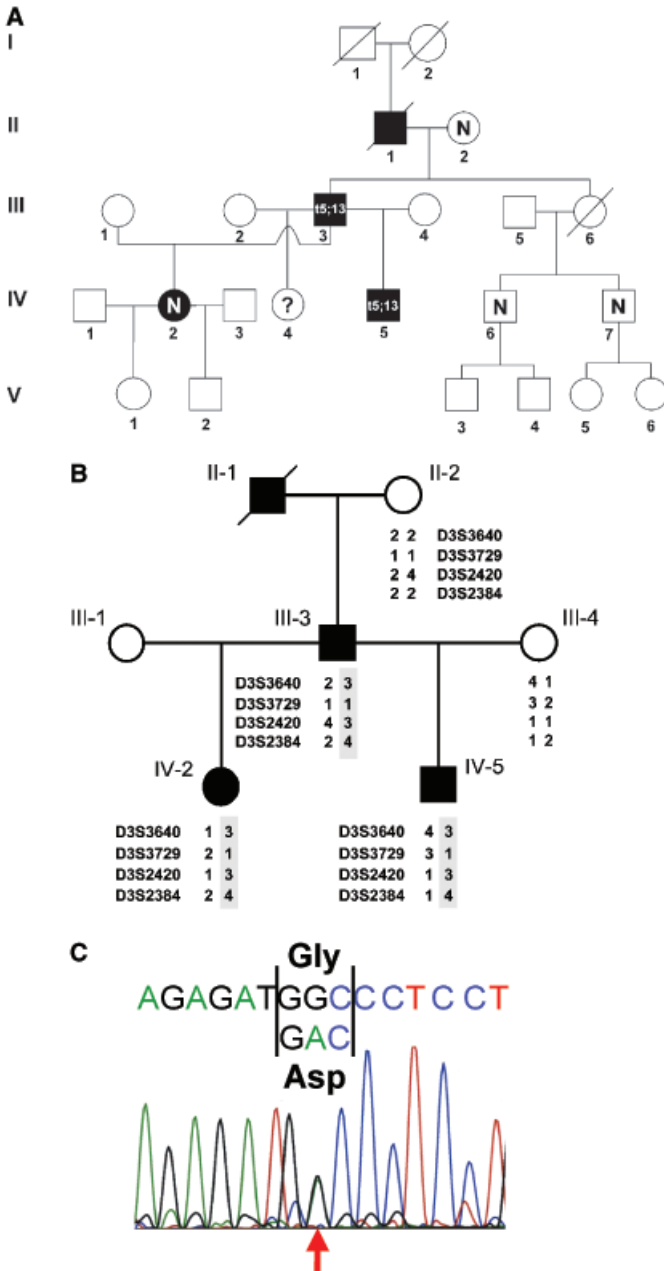 A
I
1 2
II
N
1 2
III
t5;13
1 2 3 4 5 6
IV
N ? t5;13 N N
1 2 3 4 5 6 7
V
1 2 3 4 5 6
B
II-1 II-2
2 2 D3S3640
1 1 D3S3729
2 4 D3S2420
2 2 D3S2384
III-1 III-3 III-4
D3S3640 2 3 4 1
D3S3729 1 1 3 2
D3S2420 4 3 1 1
D3S2384 2 4 1 2
IV-2 IV-5
D3S3640 1 3 D3S3640 4 3
D3S3729 2 1 D3S3729 3 1
D3S2420 1 3 D3S2420 1 3
D3S2384 2 4 D3S2384 1 4
C
Gly
AGAGATGGCCCTCCT
GAC
Asp